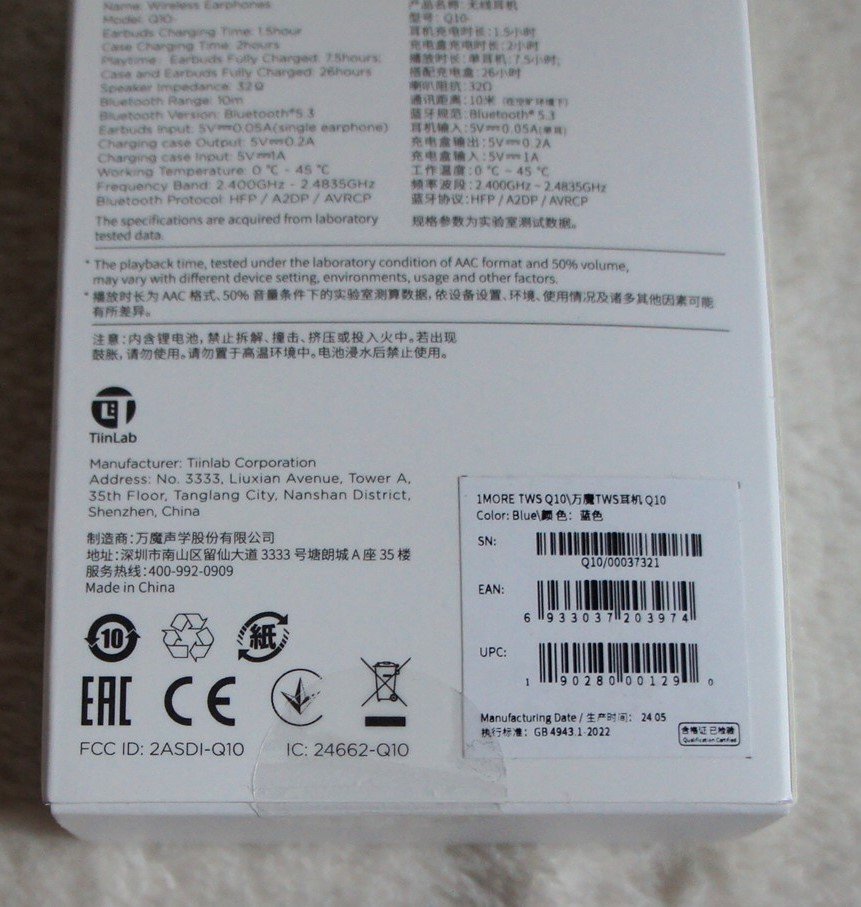 Name: Wireless Earphones
Model: Q10-
Earbuds Charging Time: 1.5hour
Case Charging Time: 2hours
Playtime: Earbuds Fully Charged: 7.5hours;
Case and Earbuds Fully Charged: 26hours
Speaker Impedance: 32Ω
Bluetooth Range: 10m
Bluetooth Version: Bluetooth® 5.3
Earbuds Input: 5V⎓0.05A(single earphone)
Charging case Output: 5V⎓0.2A
Charging case Input: 5V⎓1A
Working Temperature: 0 ℃ - 45 ℃
Frequency Band: 2.400GHz - 2.4835GHz
Bluetooth Protocol: HFP / A2DP / AVRCP
The specifications are acquired from laboratory
tested data.
产品名称: 无线耳机
型号: Q10-
耳机充电时长: 1.5小时
充电盒充电时长: 2小时
播放时长: 单耳机: 7.5小时;
搭配充电盒: 26小时
喇叭阻抗: 32Ω
通讯距离: 10米 (在空旷环境下)
蓝牙规范: Bluetooth® 5.3
耳机输入: 5V⎓0.05A(单耳)
充电盒输出: 5V⎓0.2A
充电盒输入: 5V⎓1A
工作温度: 0 ℃ ~ 45 ℃
频率波段: 2.400GHz ~ 2.4835GHz
蓝牙协议: HFP / A2DP / AVRCP
规格参数为实验室测试数据。
* The playback time, tested under the laboratory condition of AAC format and 50% volume,
may vary with different device setting, environments, usage and other factors.
* 播放时长为 AAC 格式、50% 音量条件下的实验室测算数据，依设备设置、环境、使用情况及诸多其他因素可能
有所差异。
注意: 内含锂电池，禁止拆解、撞击、挤压或投入火中。若出现
鼓胀，请勿使用。请勿置于高温环境中。电池浸水后禁止使用。
TiinLab
Manufacturer: Tiinlab Corporation
Address: No. 3333, Liuxian Avenue, Tower A,
35th Floor, Tanglang City, Nanshan District,
Shenzhen, China
制造商: 万魔声学股份有限公司
地址: 深圳市南山区留仙大道 3333 号塘朗城 A 座 35 楼
服务热线: 400-992-0909
Made in China
10
紙
EAC CE
FCC ID: 2ASDI-Q10 IC: 24662-Q10
1MORE TWS Q10\万魔TWS耳机 Q10
Color: Blue\颜色: 蓝色
SN:
Q10/00037321
EAN:
6 933037 203974
UPC:
1 90280 00129 0
Manufacturing Date / 生产时间: 24 05
执行标准: GB 4943.1-2022
合格证 已检验
Qualification Certified